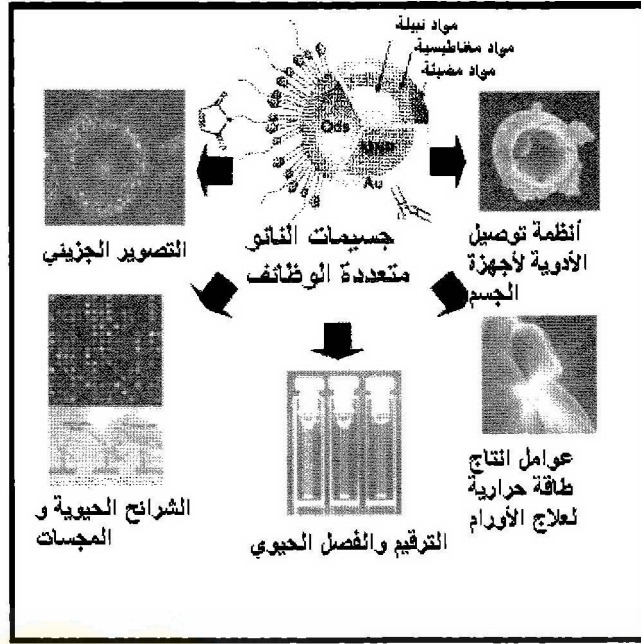 مواد نبيلة
مواد مغناطيسية
مواد مضيئة
Qds
MNP
Au
جسيمات النانو
متعددة الوظائف
التصوير الجزيئي
أنظمة توصيل
الأدوية لأجهزة
الجسم
الشرائح الحيوية و
المجسات
الترقيم والفصل الحيوي
عوامل انتاج
طاقة حرارية
لعلاج الأورام